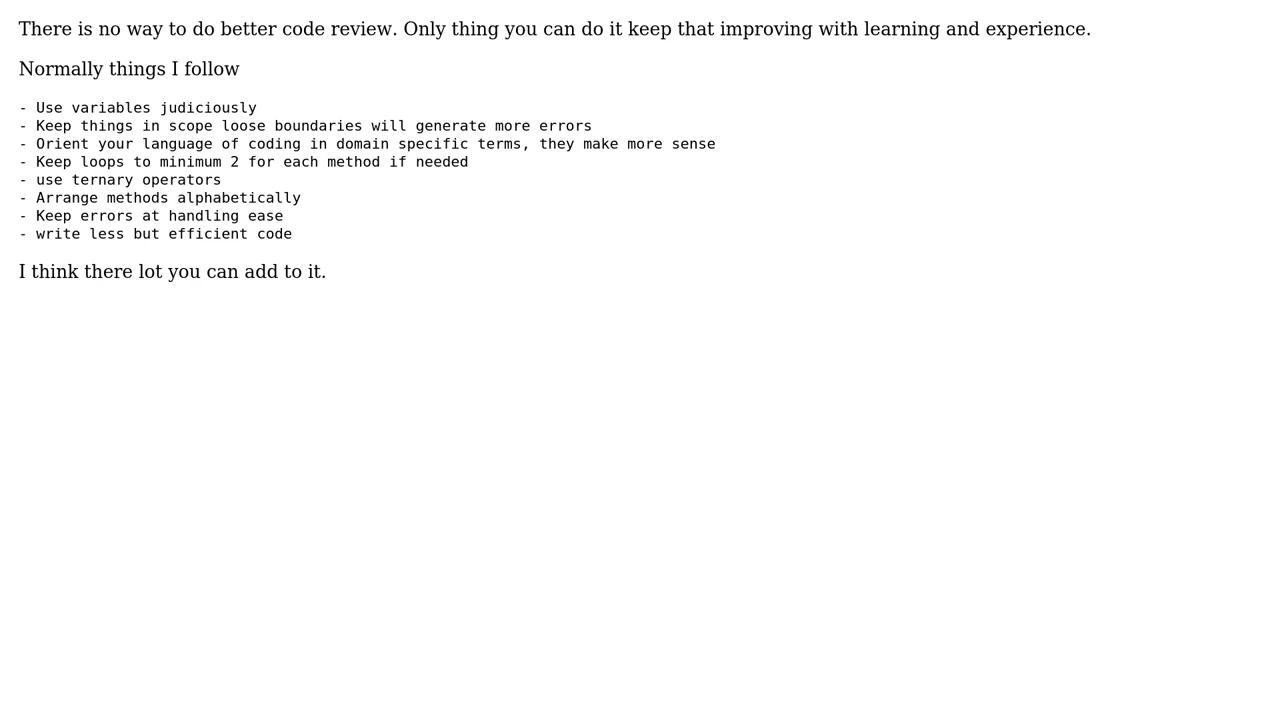 There is no way to do better code review. Only thing you can do it keep that improving with learning and experience.
Normally things I follow
- Use variables judiciously
- Keep things in scope loose boundaries will generate more errors
- Orient your language of coding in domain specific terms, they make more sense
- Keep loops to minimum 2 for each method if needed
- use ternary operators
- Arrange methods alphabetically
- Keep errors at handling ease
- write less but efficient code
I think there lot you can add to it.